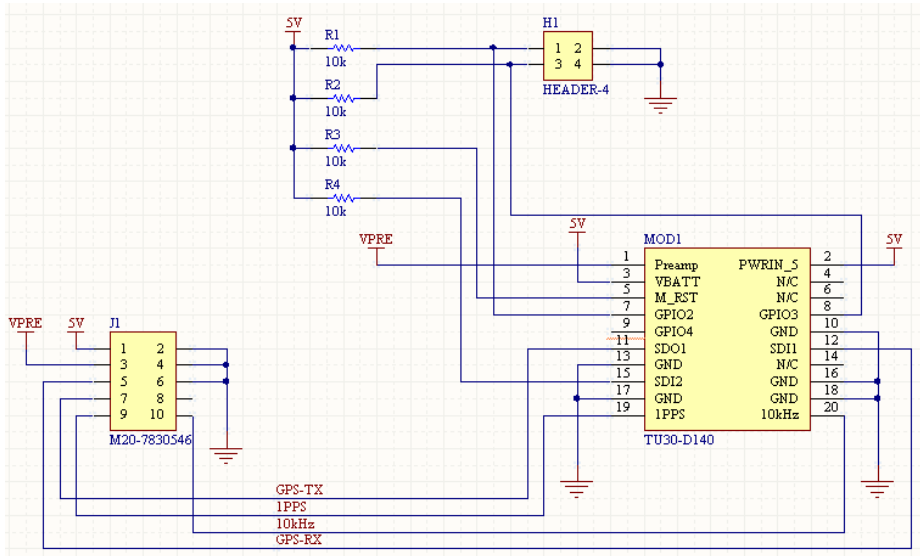 5V
R1
10k
R2
10k
R3
10k
R4
10k
H1
1 2
3 4
HEADER-4
VPRE
5V
MOD1
5V
1 Preamp PWRIN_5 2
3 VBATT N/C 4
5 M_RST N/C 6
7 GPIO2 GPIO3 8
9 GPIO4 GND 10
11 SDO1 SDI1 12
13 GND N/C 14
15 SDI2 GND 16
17 GND GND 18
19 1PPS 10kHz 20
TU30-D140
VPRE
5V
J1
1 2
3 4
5 6
7 8
9 10
M20-7830546
GPS-TX
1PPS
10kHz
GPS-RX